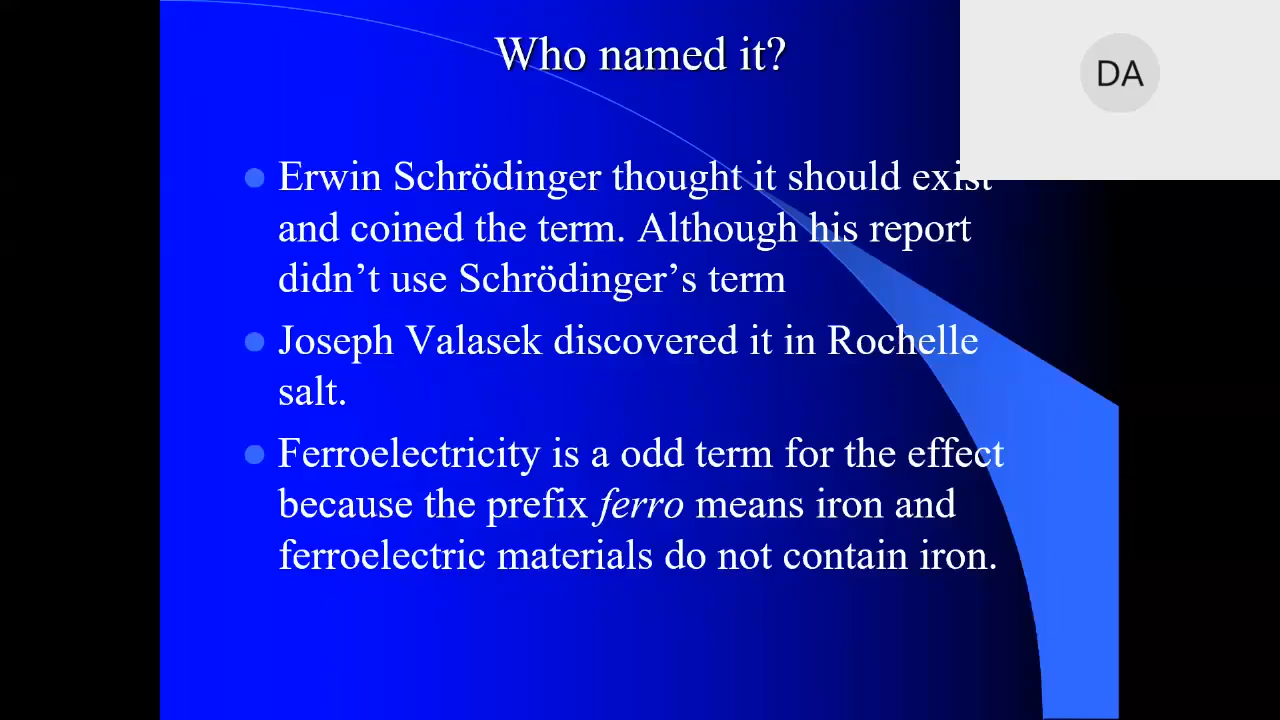 Who named it?
DA
Erwin Schrödinger thought it should exist
and coined the term. Although his report
didn’t use Schrödinger’s term
Joseph Valasek discovered it in Rochelle
salt.
Ferroelectricity is a odd term for the effect
because the prefix ferro means iron and
ferroelectric materials do not contain iron.